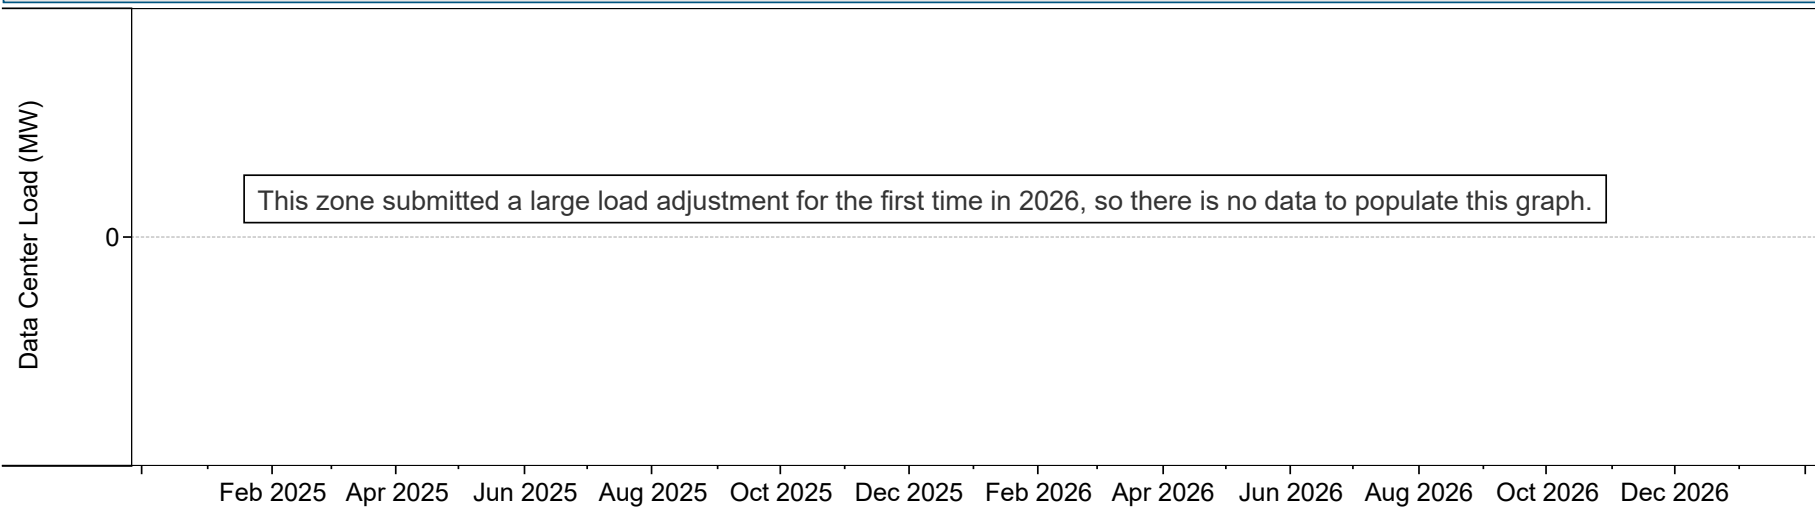 Data Center Load (MW)
This zone submitted a large load adjustment for the first time in 2026, so there is no data to populate this graph.
0
Feb 2025 Apr 2025 Jun 2025 Aug 2025 Oct 2025 Dec 2025 Feb 2026 Apr 2026 Jun 2026 Aug 2026 Oct 2026 Dec 2026